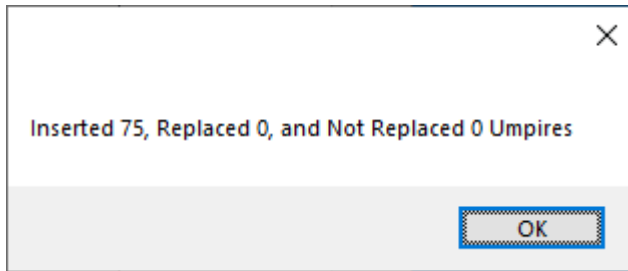 Inserted 75, Replaced 0, and Not Replaced 0 Umpires
OK